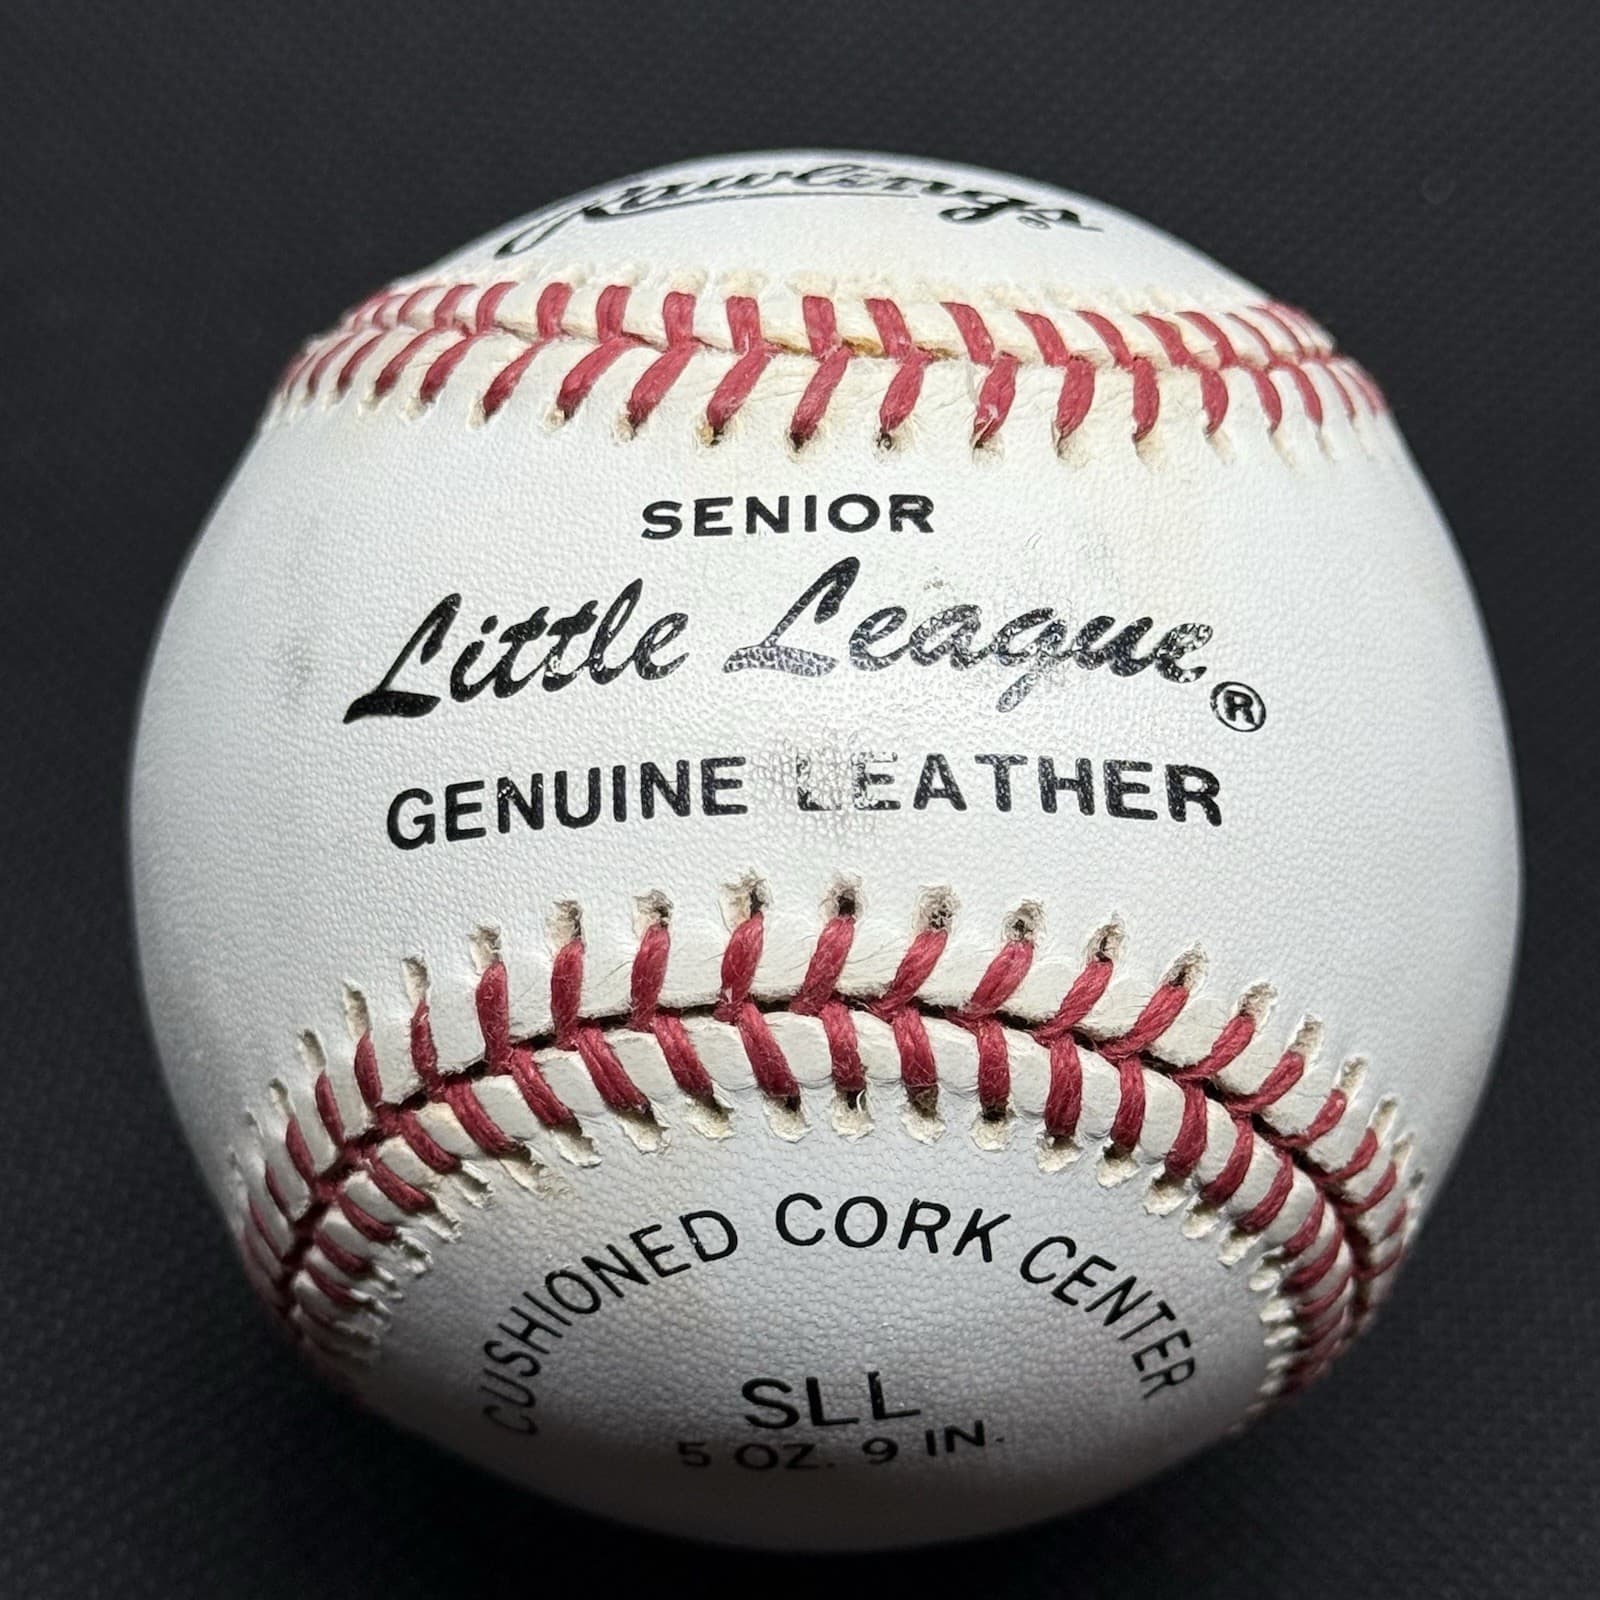 Rawlings®
SENIOR
Little League®
GENUINE LEATHER
CUSHIONED CORK CENTER
SLL
5 OZ. 9 IN.